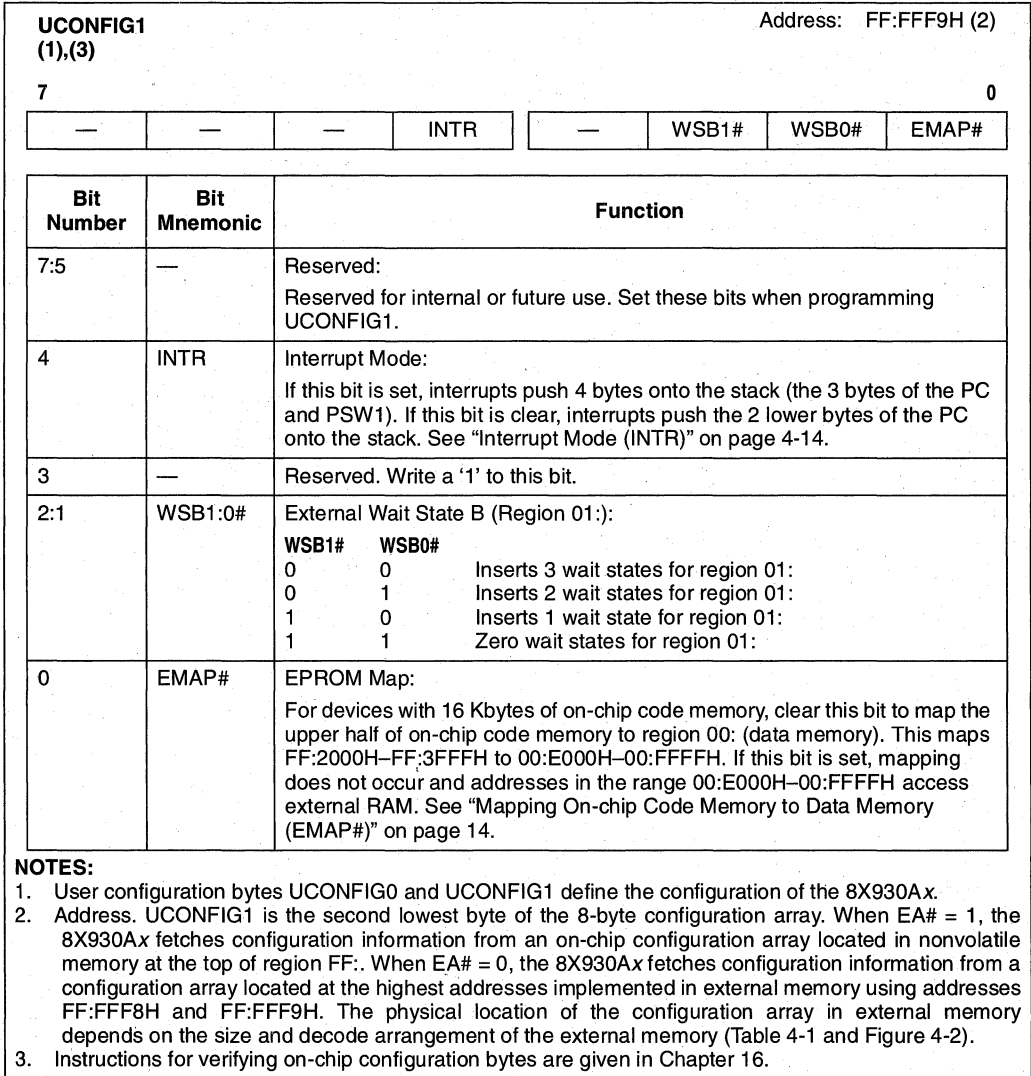 UCONFIG1 Address: FF:FFF9H (2)
(1),(3)
7 0
— — — INTR — WSB1# WSB0# EMAP#
Bit Number Bit Mnemonic Function
7:5 — Reserved:
Reserved for internal or future use. Set these bits when programming
UCONFIG1.
4 INTR Interrupt Mode:
If this bit is set, interrupts push 4 bytes onto the stack (the 3 bytes of the PC
and PSW1). If this bit is clear, interrupts push the 2 lower bytes of the PC
onto the stack. See “Interrupt Mode (INTR)” on page 4-14.
3 — Reserved. Write a ‘1’ to this bit.
2:1 WSB1:0# External Wait State B (Region 01:):
WSB1# WSB0#
0 0 Inserts 3 wait states for region 01:
0 1 Inserts 2 wait states for region 01:
1 0 Inserts 1 wait state for region 01:
1 1 Zero wait states for region 01:
0 EMAP# EPROM Map:
For devices with 16 Kbytes of on-chip code memory, clear this bit to map the
upper half of on-chip code memory to region 00: (data memory). This maps
FF:2000H–FF:3FFFH to 00:E000H–00:FFFFH. If this bit is set, mapping
does not occur and addresses in the range 00:E000H–00:FFFFH access
external RAM. See “Mapping On-chip Code Memory to Data Memory
(EMAP#)” on page 14.
NOTES:
1. User configuration bytes UCONFIG0 and UCONFIG1 define the configuration of the 8X930Ax.
2. Address. UCONFIG1 is the second lowest byte of the 8-byte configuration array. When EA# = 1, the
8X930Ax fetches configuration information from an on-chip configuration array located in nonvolatile
memory at the top of region FF:. When EA# = 0, the 8X930Ax fetches configuration information from a
configuration array located at the highest addresses implemented in external memory using addresses
FF:FFF8H and FF:FFF9H. The physical location of the configuration array in external memory
depends on the size and decode arrangement of the external memory (Table 4-1 and Figure 4-2).
3. Instructions for verifying on-chip configuration bytes are given in Chapter 16.